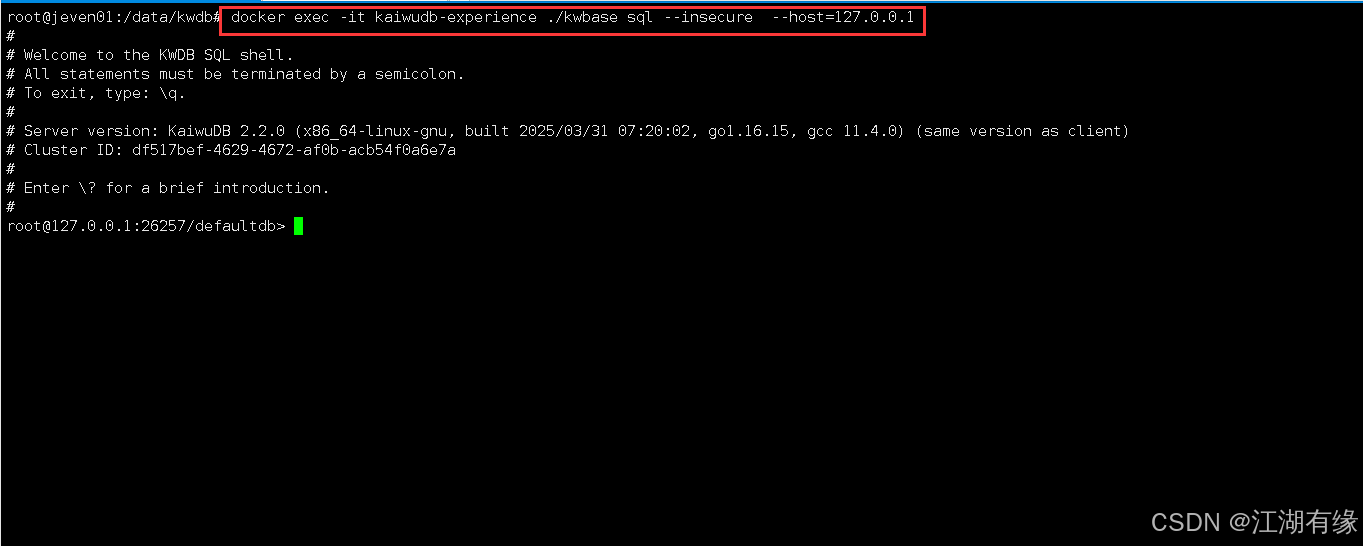 root@jeven01:/data/kwdb# docker exec -it kaiwudb-experience ./kwbase sql --insecure  --host=127.0.0.1
#
# Welcome to the KWDB SQL shell.
# All statements must be terminated by a semicolon.
# To exit, type: \q.
#
# Server version: KaiwuDB 2.2.0 (x86_64-linux-gnu, built 2025/03/31 07:20:02, go1.16.15, gcc 11.4.0) (same version as client)
# Cluster ID: df517bef-4629-4672-af0b-acb54f0a6e7a
#
# Enter \? for a brief introduction.
#
root@127.0.0.1:26257/defaultdb>
CSDN @江湖有缘